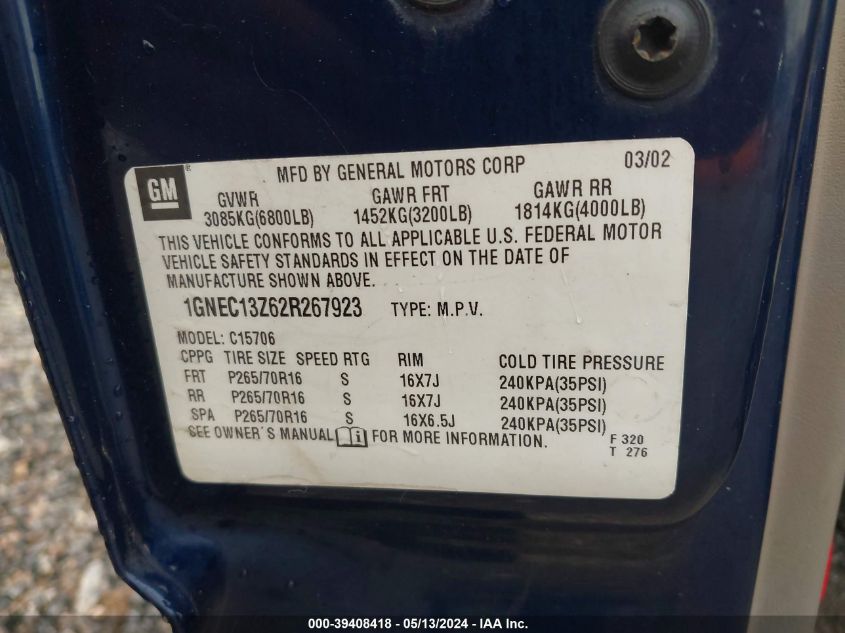 GM ® MFD BY GENERAL MOTORS CORP 03/02
GVWR GAWR FRT GAWR RR
3085KG(6800LB) 1452KG(3200LB) 1814KG(4000LB)
THIS VEHICLE CONFORMS TO ALL APPLICABLE U.S. FEDERAL MOTOR
VEHICLE SAFETY STANDARDS IN EFFECT ON THE DATE OF
MANUFACTURE SHOWN ABOVE.
1GNEC13Z62R267923 TYPE: M.P.V.
MODEL: C15706
CPPG TIRE SIZE SPEED RTG RIM COLD TIRE PRESSURE
FRT P265/70R16 S 16X7J 240KPA(35PSI)
RR P265/70R16 S 16X7J 240KPA(35PSI)
SPA P265/70R16 S 16X6.5J 240KPA(35PSI)
SEE OWNER'S MANUAL i FOR MORE INFORMATION. F 320
T 276
000-39408418 - 05/13/2024 - IAA Inc.